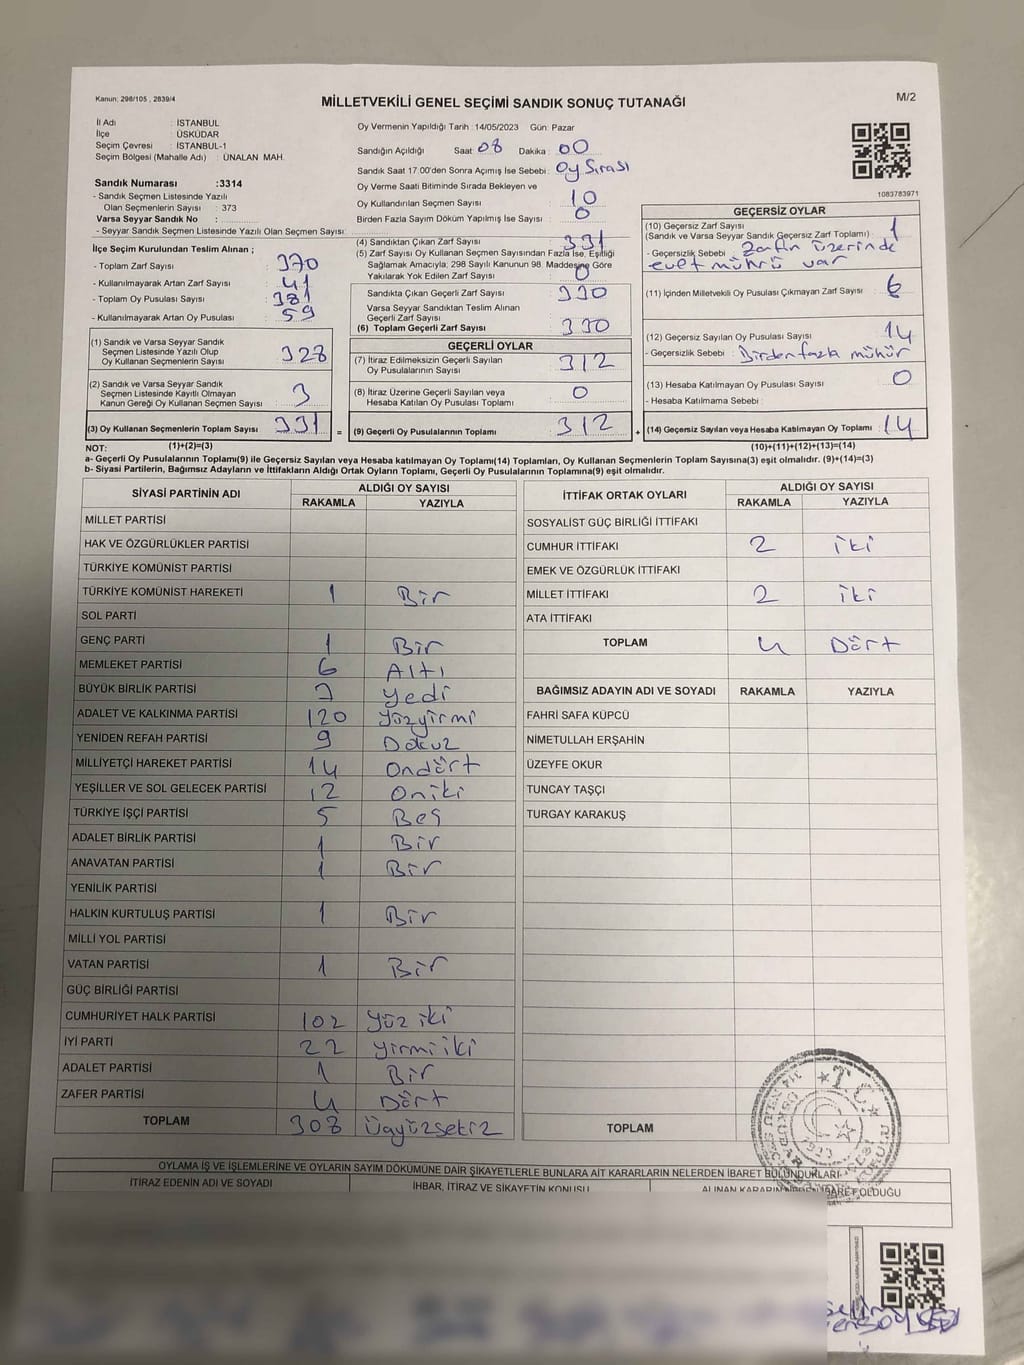 Kanun: 298/105 , 2839/4
MİLLETVEKİLİ GENEL SEÇİMİ SANDIK SONUÇ TUTANAĞI
M/2
İl Adı : İSTANBUL
İlçe : ÜSKÜDAR
Seçim Çevresi : İSTANBUL-1
Seçim Bölgesi (Mahalle Adı) : ÜNALAN MAH.
Sandık Numarası :3314
- Sandık Seçmen Listesinde Yazılı
Olan Seçmenlerin Sayısı : 373
Varsa Seyyar Sandık No :
- Seyyar Sandık Seçmen Listesinde Yazılı Olan Seçmen Sayısı:
Oy Vermenin Yapıldığı Tarih :14/05/2023 Gün: Pazar
Sandığın Açıldığı Saat: 08 Dakika : 00
Sandık Saat 17.00'den Sonra Açımış İse Sebebi : Oy Sırası
Oy Verme Saati Bitiminde Sırada Bekleyen ve
Oy Kullandırılan Seçmen Sayısı : 10
Birden Fazla Sayım Döküm Yapılmış İse Sayısı : 0
1083783971
İlçe Seçim Kurulundan Teslim Alınan ;
- Toplam Zarf Sayısı : 370
- Kullanılmayarak Artan Zarf Sayısı : 41
- Toplam Oy Pusulası Sayısı : 381
- Kullanılmayarak Artan Oy Pusulası : 59
(1) Sandık ve Varsa Seyyar Sandık
Seçmen Listesinde Yazılı Olup
Oy Kullanan Seçmenlerin Sayısı : 328
(2) Sandık ve Varsa Seyyar Sandık
Seçmen Listesinde Kayıtlı Olmayan
Kanun Gereği Oy Kullanan Seçmen Sayısı : 3
(3) Oy Kullanan Seçmenlerin Toplam Sayısı : 331
(1)+(2)=(3)
(4) Sandıktan Çıkan Zarf Sayısı : 331
(5) Zarf Sayısı Oy Kullanan Seçmen Sayısından Fazla İse, Eşitliği
Sağlamak Amacıyla; 298 Sayılı Kanunun 98. Maddesine Göre
Yakılarak Yok Edilen Zarf Sayısı : 0
Sandıkta Çıkan Geçerli Zarf Sayısı : 330
Varsa Seyyar Sandıktan Teslim Alınan
Geçerli Zarf Sayısı :
(6) Toplam Geçerli Zarf Sayısı : 330
GEÇERLİ OYLAR
(7) İtiraz Edilmeksizin Geçerli Sayılan
Oy Pusulalarının Sayısı : 312
(8) İtiraz Üzerine Geçerli Sayılan veya
Hesaba Katılan Oy Pusulası Toplamı : 0
= (9) Geçerli Oy Pusulalarının Toplamı : 312
GEÇERSİZ OYLAR
(10) Geçersiz Zarf Sayısı : 1
(Sandık ve Varsa Seyyar Sandık Geçersiz Zarf Toplamı)
- Geçersizlik Sebebi : Zarfın üzerinde
evet mührü var
(11) İçinden Milletvekili Oy Pusulası Çıkmayan Zarf Sayısı : 6
(12) Geçersiz Oy Pusulası Sayısı : 14
- Geçersizlik Sebebi : Birden fazla mühür
(13) Hesaba Katılmayan Oy Pusulası Sayısı : 0
- Hesaba Katılmama Sebebi :
+ (14) Geçersiz Sayılan veya Hesaba Katılmayan Oy Toplamı : 14
(10)+(11)+(12)+(13)=(14)
NOT:
a- Geçerli Oy Pusulalarının Toplamı(9) ile Geçersiz Sayılan veya Hesaba katılmayan Oy Toplamı(14) Toplamları, Oy Kullanan Seçmenlerin Toplam Sayısına(3) eşit olmalıdır. (9)+(14)=(3)
b- Siyasi Partilerin, Bağımsız Adayların ve İttifakların Aldığı Ortak Oyların Toplamı, Geçerli Oy Pusulalarının Toplamına(9) eşit olmalıdır.
SİYASİ PARTİNİN ADI ALDIĞI OY SAYISI
RAKAMLA YAZIYLA
MİLLET PARTİSİ
HAK VE ÖZGÜRLÜKLER PARTİSİ
TÜRKİYE KOMÜNİST PARTİSİ
TÜRKİYE KOMÜNİST HAREKETİ 1 Bir
SOL PARTİ
GENÇ PARTİ 1 Bir
MEMLEKET PARTİSİ 6 Altı
BÜYÜK BİRLİK PARTİSİ 7 Yedi
ADALET VE KALKINMA PARTİSİ 120 Yüzyirmi
YENİDEN REFAH PARTİSİ 9 Dokuz
MİLLİYETÇİ HAREKET PARTİSİ 14 Ondört
YEŞİLLER VE SOL GELECEK PARTİSİ 12 Oniki
TÜRKİYE İŞÇİ PARTİSİ 5 Beş
ADALET BİRLİK PARTİSİ 1 Bir
ANAVATAN PARTİSİ 1 Bir
YENİLİK PARTİSİ
HALKIN KURTULUŞ PARTİSİ 1 Bir
MİLLİ YOL PARTİSİ
VATAN PARTİSİ 1 Bir
GÜÇ BİRLİĞİ PARTİSİ
CUMHURİYET HALK PARTİSİ 102 Yüz iki
İYİ PARTİ 22 Yirmi iki
ADALET PARTİSİ 1 Bir
ZAFER PARTİSİ 4 Dört
TOPLAM 308 Üçyüzsekiz
İTTİFAK ORTAK OYLARI ALDIĞI OY SAYISI
RAKAMLA YAZIYLA
SOSYALİST GÜÇ BİRLİĞİ İTTİFAKI
CUMHUR İTTİFAKI 2 iki
EMEK VE ÖZGÜRLÜK İTTİFAKI
MİLLET İTTİFAKI 2 iki
ATA İTTİFAKI
TOPLAM 4 Dört
BAĞIMSIZ ADAYIN ADI VE SOYADI RAKAMLA YAZIYLA
FAHRİ SAFA KÜPCÜ
NİMETULLAH ERŞAHİN
ÜZEYFE OKUR
TUNCAY TAŞÇI
TURGAY KARAKUŞ
TOPLAM
T.C.
OYLAMA İŞ VE İŞLEMLERİNE VE OYLARIN SAYIM DÖKÜMÜNE DAİR ŞİKAYETLERLE BUNLARA AİT KARARLARIN NELERDEN İBARET BULUNDUKLARI
İTİRAZ EDENİN ADI VE SOYADI
İHBAR, İTİRAZ VE ŞİKAYETİN KONUSU